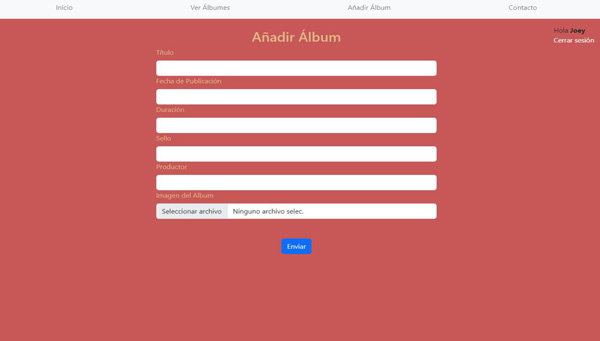 Inicio Ver Álbumes Añadir Álbum Contacto
Hola Joey
Cerrar sesión
Añadir Álbum
Título
Fecha de Publicación
Duración
Sello
Productor
Imagen del Album
Seleccionar archivo Ninguno archivo selec.
Enviar